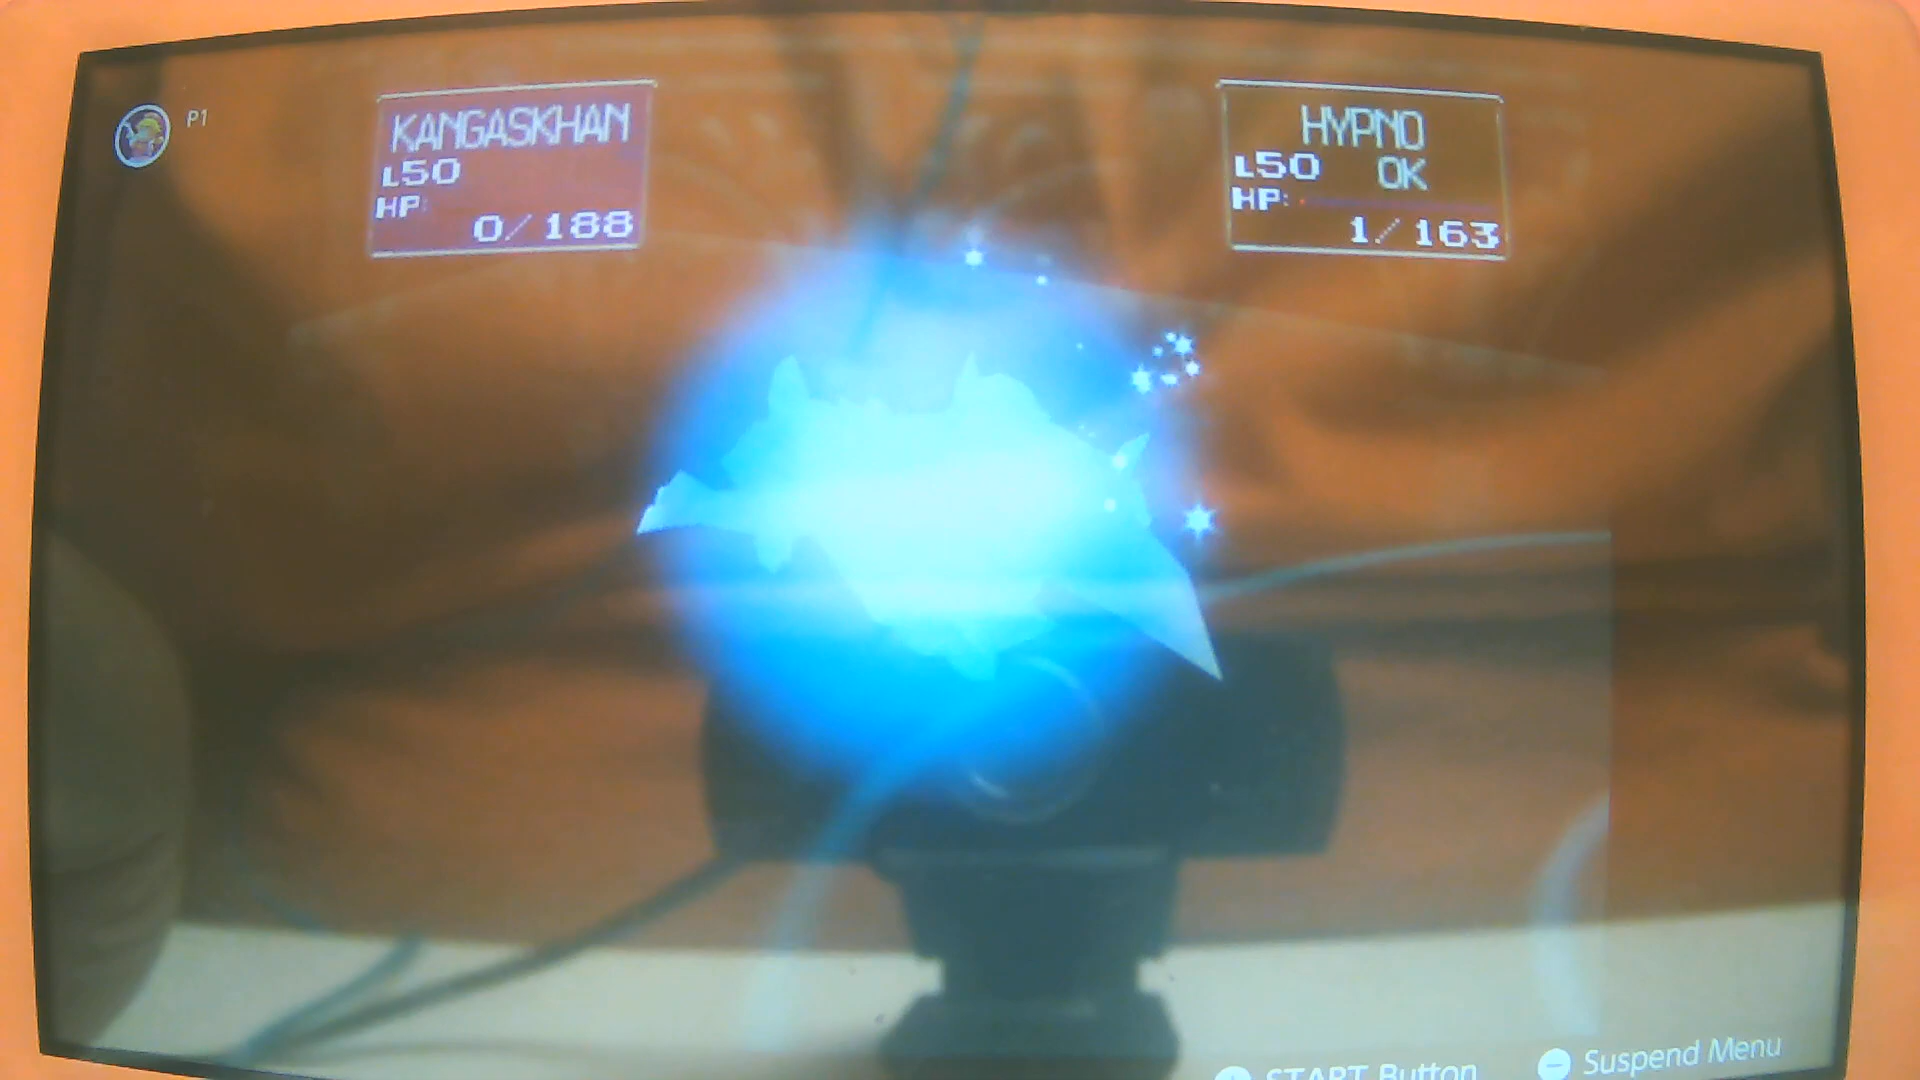 P1
KANGASKHAN
L50
HP:
0/188
HYPNO
L50 OK
HP:
1/163
START Button
Suspend Menu